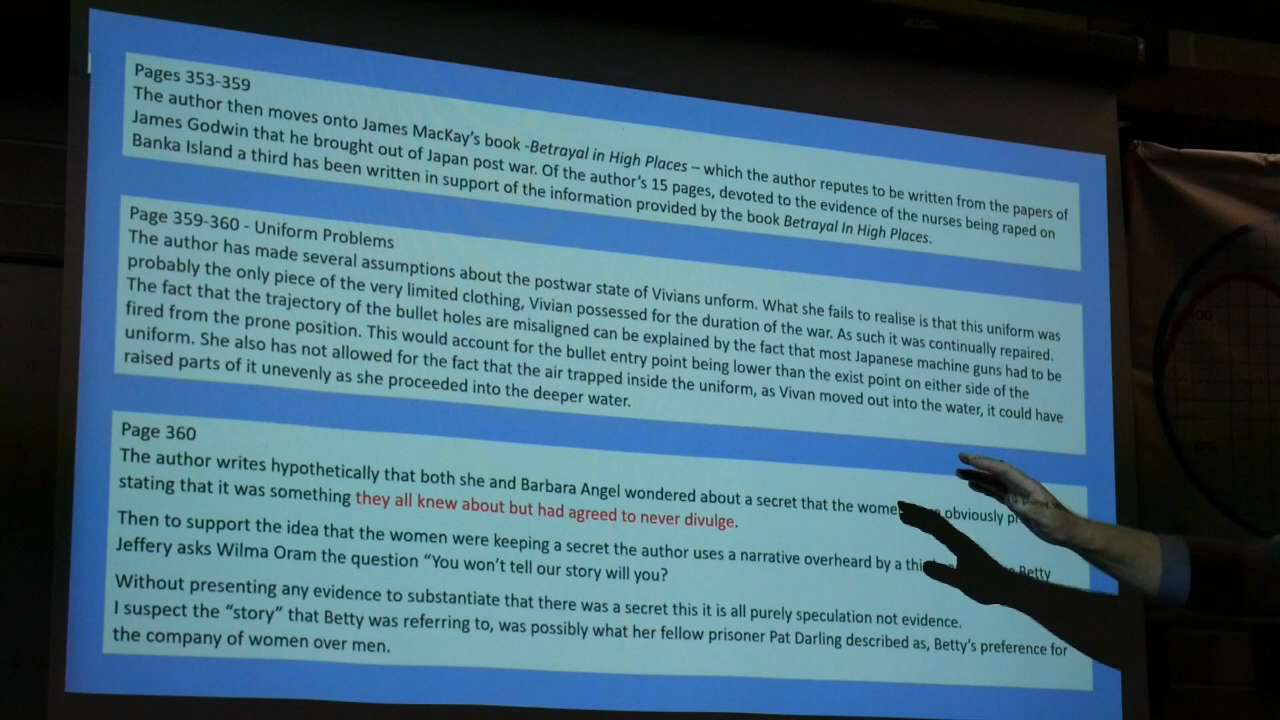 Pages 353-359
The author then moves onto James MacKay's book -Betrayal in High Places – which the author reputes to be written from the papers of
James Godwin that he brought out of Japan post war. Of the author's 15 pages, devoted to the evidence of the nurses being raped on
Banka Island a third has been written in support of the information provided by the book Betrayal In High Places.
Page 359-360 - Uniform Problems
The author has made several assumptions about the postwar state of Vivians unform. What she fails to realise is that this uniform was
probably the only piece of the very limited clothing, Vivian possessed for the duration of the war. As such it was continually repaired.
The fact that the trajectory of the bullet holes are misaligned can be explained by the fact that most Japanese machine guns had to be
fired from the prone position. This would account for the bullet entry point being lower than the exist point on either side of the
uniform. She also has not allowed for the fact that the air trapped inside the uniform, as Vivan moved out into the water, it could have
raised parts of it unevenly as she proceeded into the deeper water.
Page 360
The author writes hypothetically that both she and Barbara Angel wondered about a secret that the obviously
stating that it was something they all knew about but had agreed to never divulge.
Then to support the idea that the women were keeping a secret the author uses a narrative overheard by a Betty
Jeffery asks Wilma Oram the question “You won't tell our story will you?
Without presenting any evidence to substantiate that there was a secret this it is all purely speculation not evidence.
I suspect the “story” that Betty was referring to, was possibly what her fellow prisoner Pat Darling described as, Betty's preference for
the company of women over men.